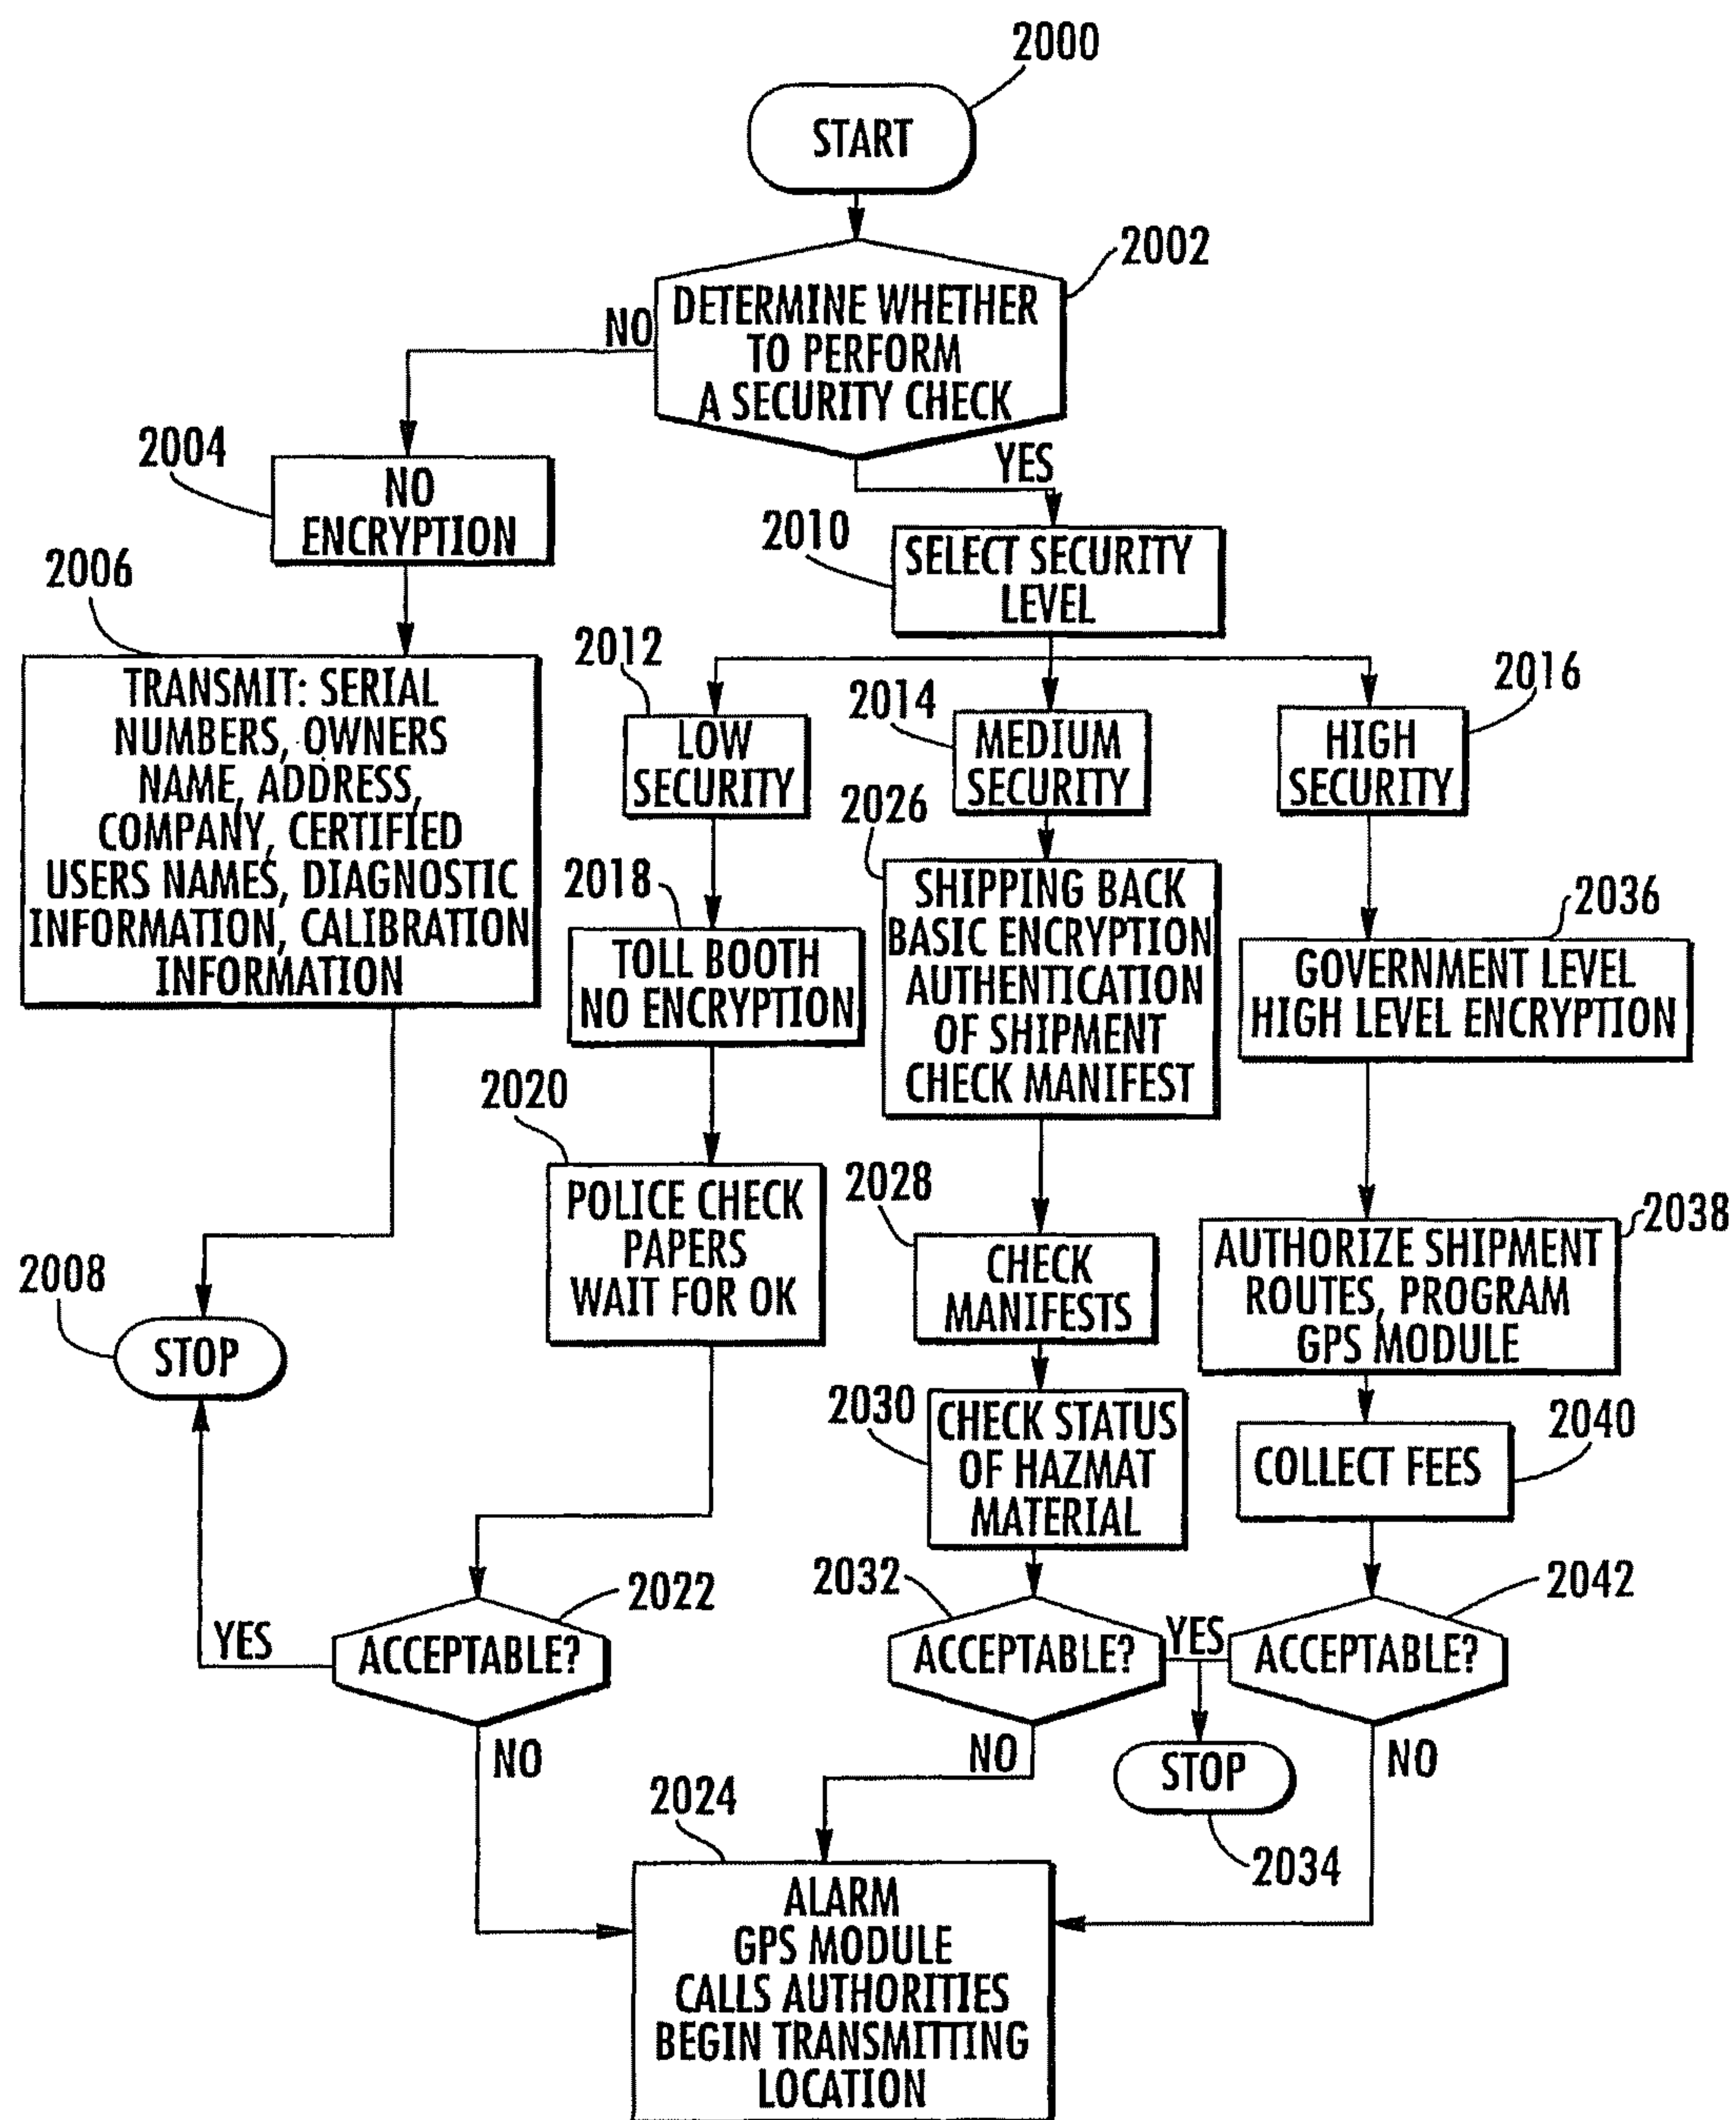 2000
START
2002
DETERMINE WHETHER
TO PERFORM
A SECURITY CHECK
NO
YES
2004
NO
ENCRYPTION
2006
TRANSMIT: SERIAL
NUMBERS, OWNERS
NAME, ADDRESS,
COMPANY, CERTIFIED
USERS NAMES, DIAGNOSTIC
INFORMATION, CALIBRATION
INFORMATION
2008
STOP
2010
SELECT SECURITY
LEVEL
2012
LOW
SECURITY
2014
MEDIUM
SECURITY
2016
HIGH
SECURITY
2018
TOLL BOOTH
NO ENCRYPTION
2020
POLICE CHECK
PAPERS
WAIT FOR OK
2022
ACCEPTABLE?
YES
NO
2026
SHIPPING BACK
BASIC ENCRYPTION
AUTHENTICATION
OF SHIPMENT
CHECK MANIFEST
2028
CHECK
MANIFESTS
2030
CHECK STATUS
OF HAZMAT
MATERIAL
2032
ACCEPTABLE?
YES
NO
2036
GOVERNMENT LEVEL
HIGH LEVEL ENCRYPTION
2038
AUTHORIZE SHIPMENT
ROUTES, PROGRAM
GPS MODULE
2040
COLLECT FEES
2042
ACCEPTABLE?
NO
STOP
2034
2024
ALARM
GPS MODULE
CALLS AUTHORITIES
BEGIN TRANSMITTING
LOCATION